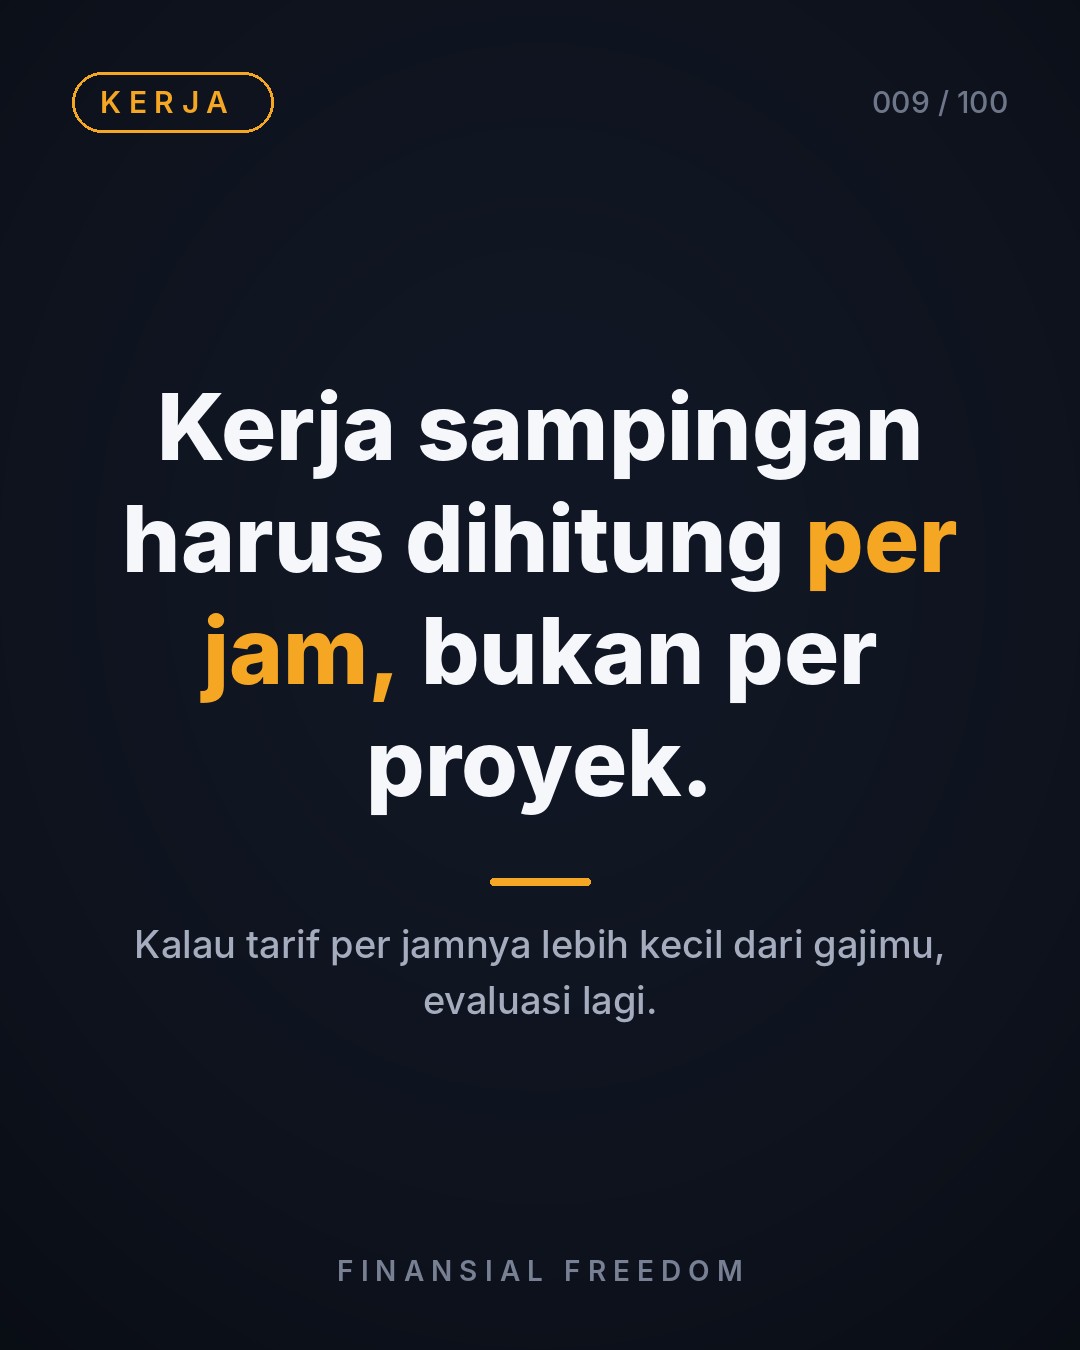 KERJA
009 / 100
Kerja sampingan
harus dihitung per
jam, bukan per
proyek.
Kalau tarif per jamnya lebih kecil dari gajimu,
evaluasi lagi.
FINANSIAL FREEDOM